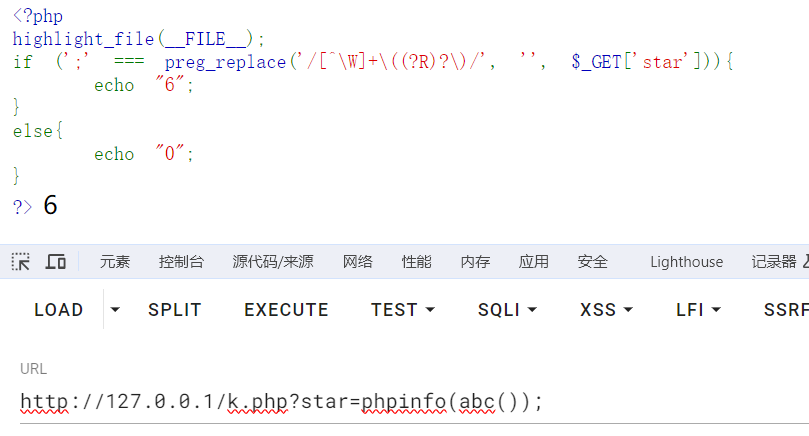 <?php
highlight_file(__FILE__);
if (';' === preg_replace('/[^\W]+\((?R)?\)/', '', $_GET['star'])){
echo "6";
}
else{
echo "0";
}
?> 6
元素 控制台 源代码/来源 网络 性能 内存 应用 安全 Lighthouse 记录器
LOAD SPLIT EXECUTE TEST SQLI XSS LFI SSRF
URL
http://127.0.0.1/k.php?star=phpinfo(abc());